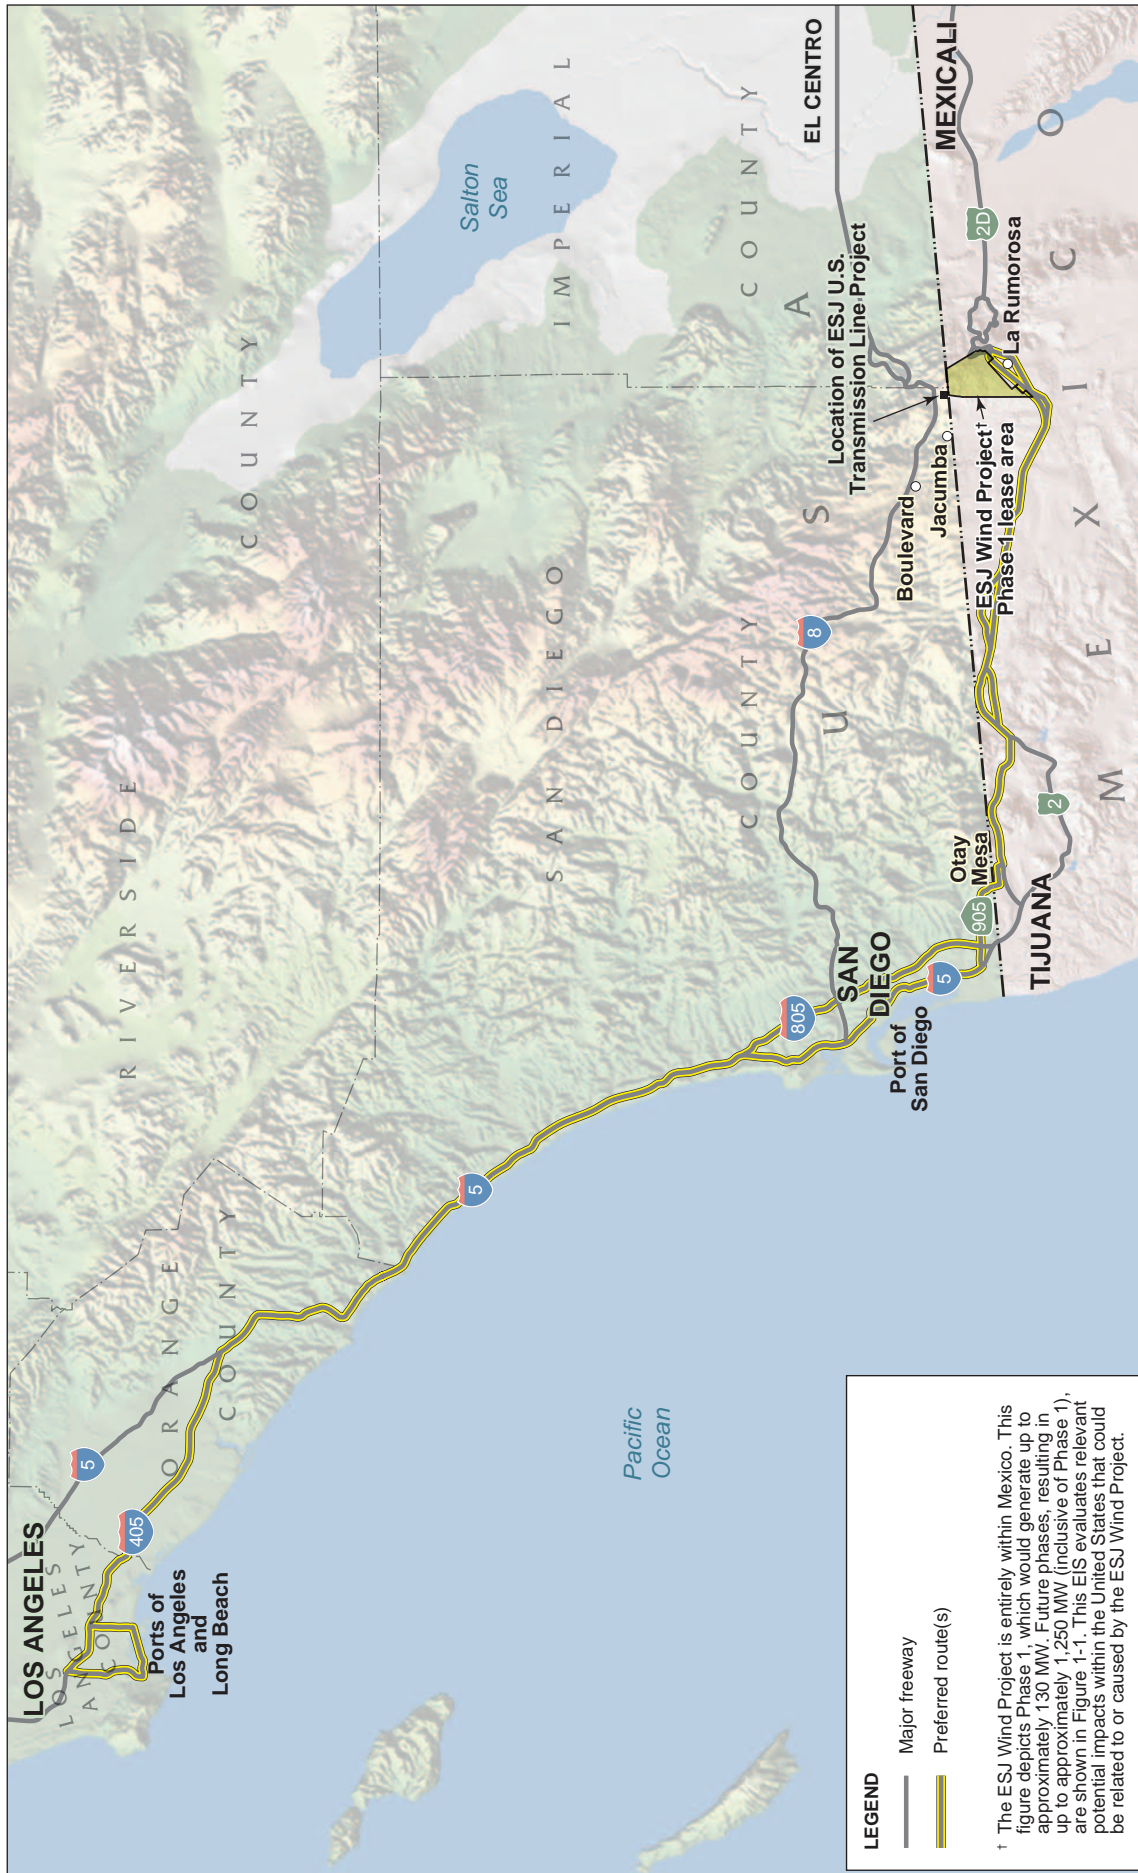 LOS ANGELES
LOS
ANGELES
COUNTY
5
405
Ports of
Los Angeles
and
Long Beach
ORANGE
COUNTY
RIVERSIDE
COUNTY
5
Pacific
Ocean
SAN DIEGO
COUNTY
Salton
Sea
IMPERIAL
COUNTY
805
SAN
DIEGO
Port of
San Diego
5
905
Otay
Mesa
TIJUANA
2
8
U S A
Boulevard
Jacumba
Location of ESJ U.S.
Transmission Line Project
EL CENTRO
MEXICALI
2D
La Rumorosa
ESJ Wind Project†
Phase 1 lease area
MEXICO
LEGEND
Major freeway
Preferred route(s)
† The ESJ Wind Project is entirely within Mexico. This
figure depicts Phase 1, which would generate up to
approximately 130 MW. Future phases, resulting in
up to approximately 1,250 MW (inclusive of Phase 1),
are shown in Figure 1-1. This EIS evaluates relevant
potential impacts within the United States that could
be related to or caused by the ESJ Wind Project.